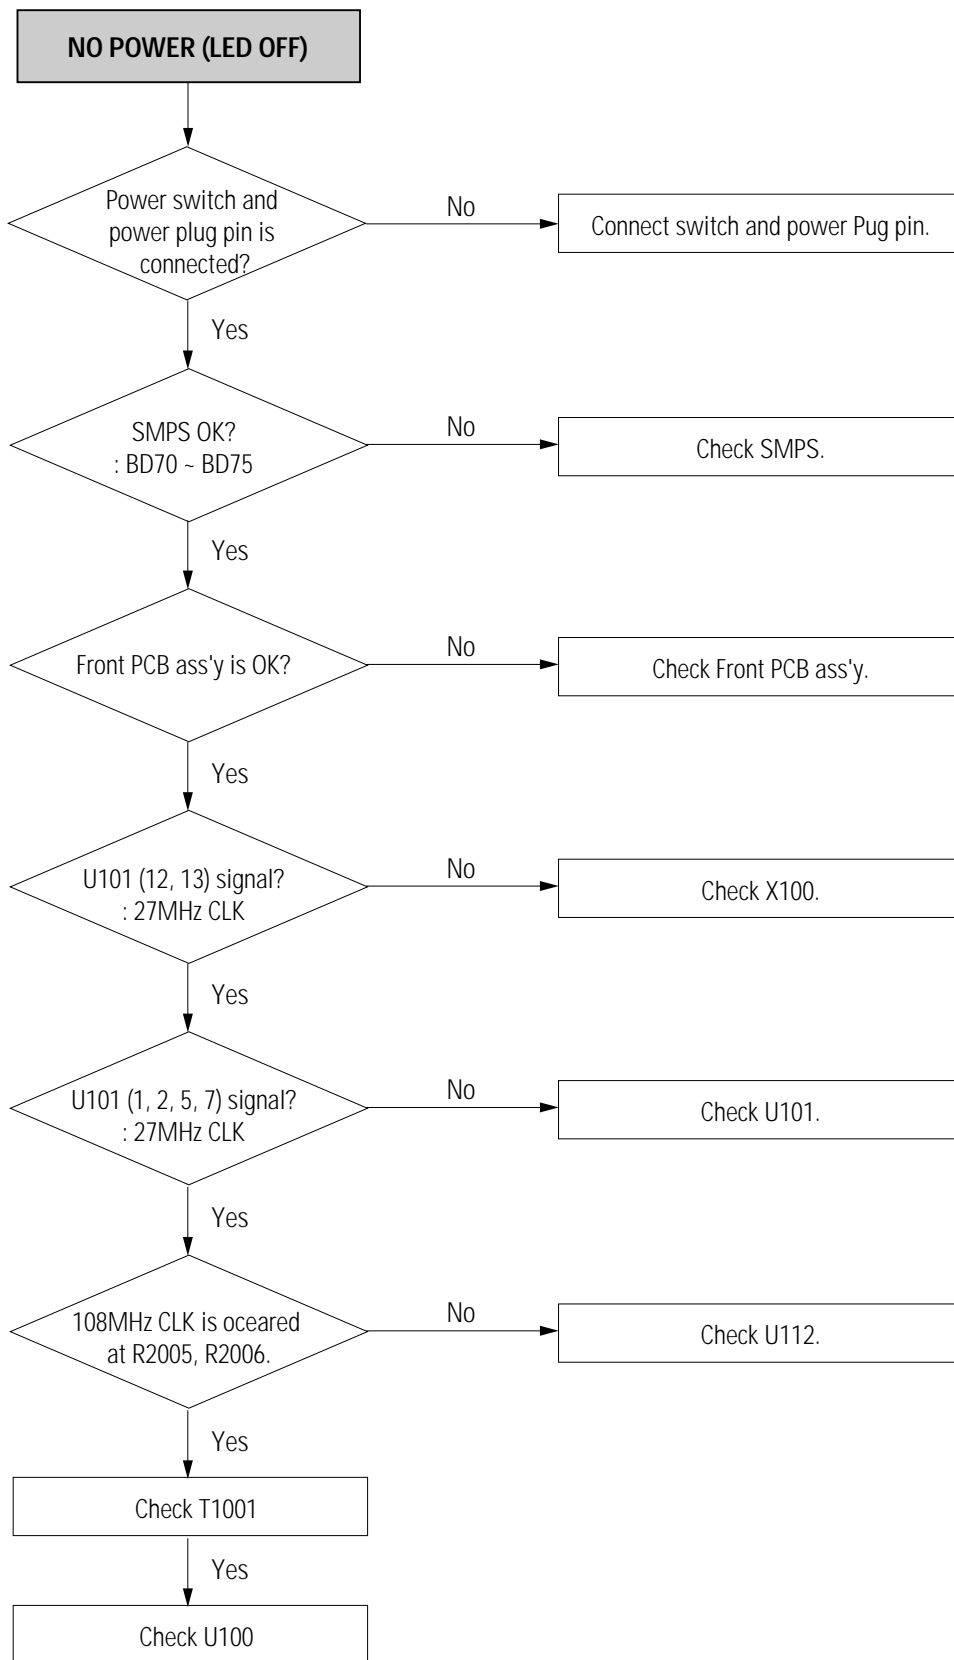 NO POWER (LED OFF)
Power switch and
power plug pin is
connected?
No
Connect switch and power Pug pin.
Yes
SMPS OK?
: BD70 ~ BD75
No
Check SMPS.
Yes
Front PCB ass'y is OK?
No
Check Front PCB ass'y.
Yes
U101 (12, 13) signal?
: 27MHz CLK
No
Check X100.
Yes
U101 (1, 2, 5, 7) signal?
: 27MHz CLK
No
Check U101.
Yes
108MHz CLK is oceared
at R2005, R2006.
No
Check U112.
Yes
Check T1001
Yes
Check U100